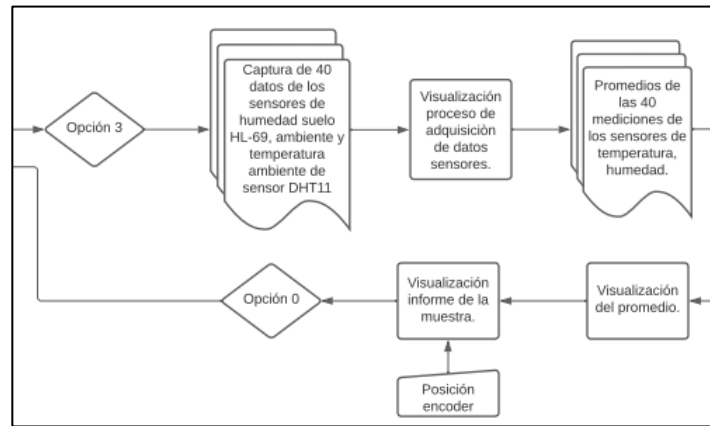 Opción 3
Captura de 40
datos de los
sensores de
humedad suelo
HL-69, ambiente y
temperatura
ambiente de
sensor DHT11
Visualización
proceso de
adquisiciòn
de datos
sensores.
Promedios de
las 40
mediciones de
los sensores de
temperatura,
humedad.
Opción 0
Visualización
informe de la
muestra.
Visualización
del promedio.
Posición
encoder